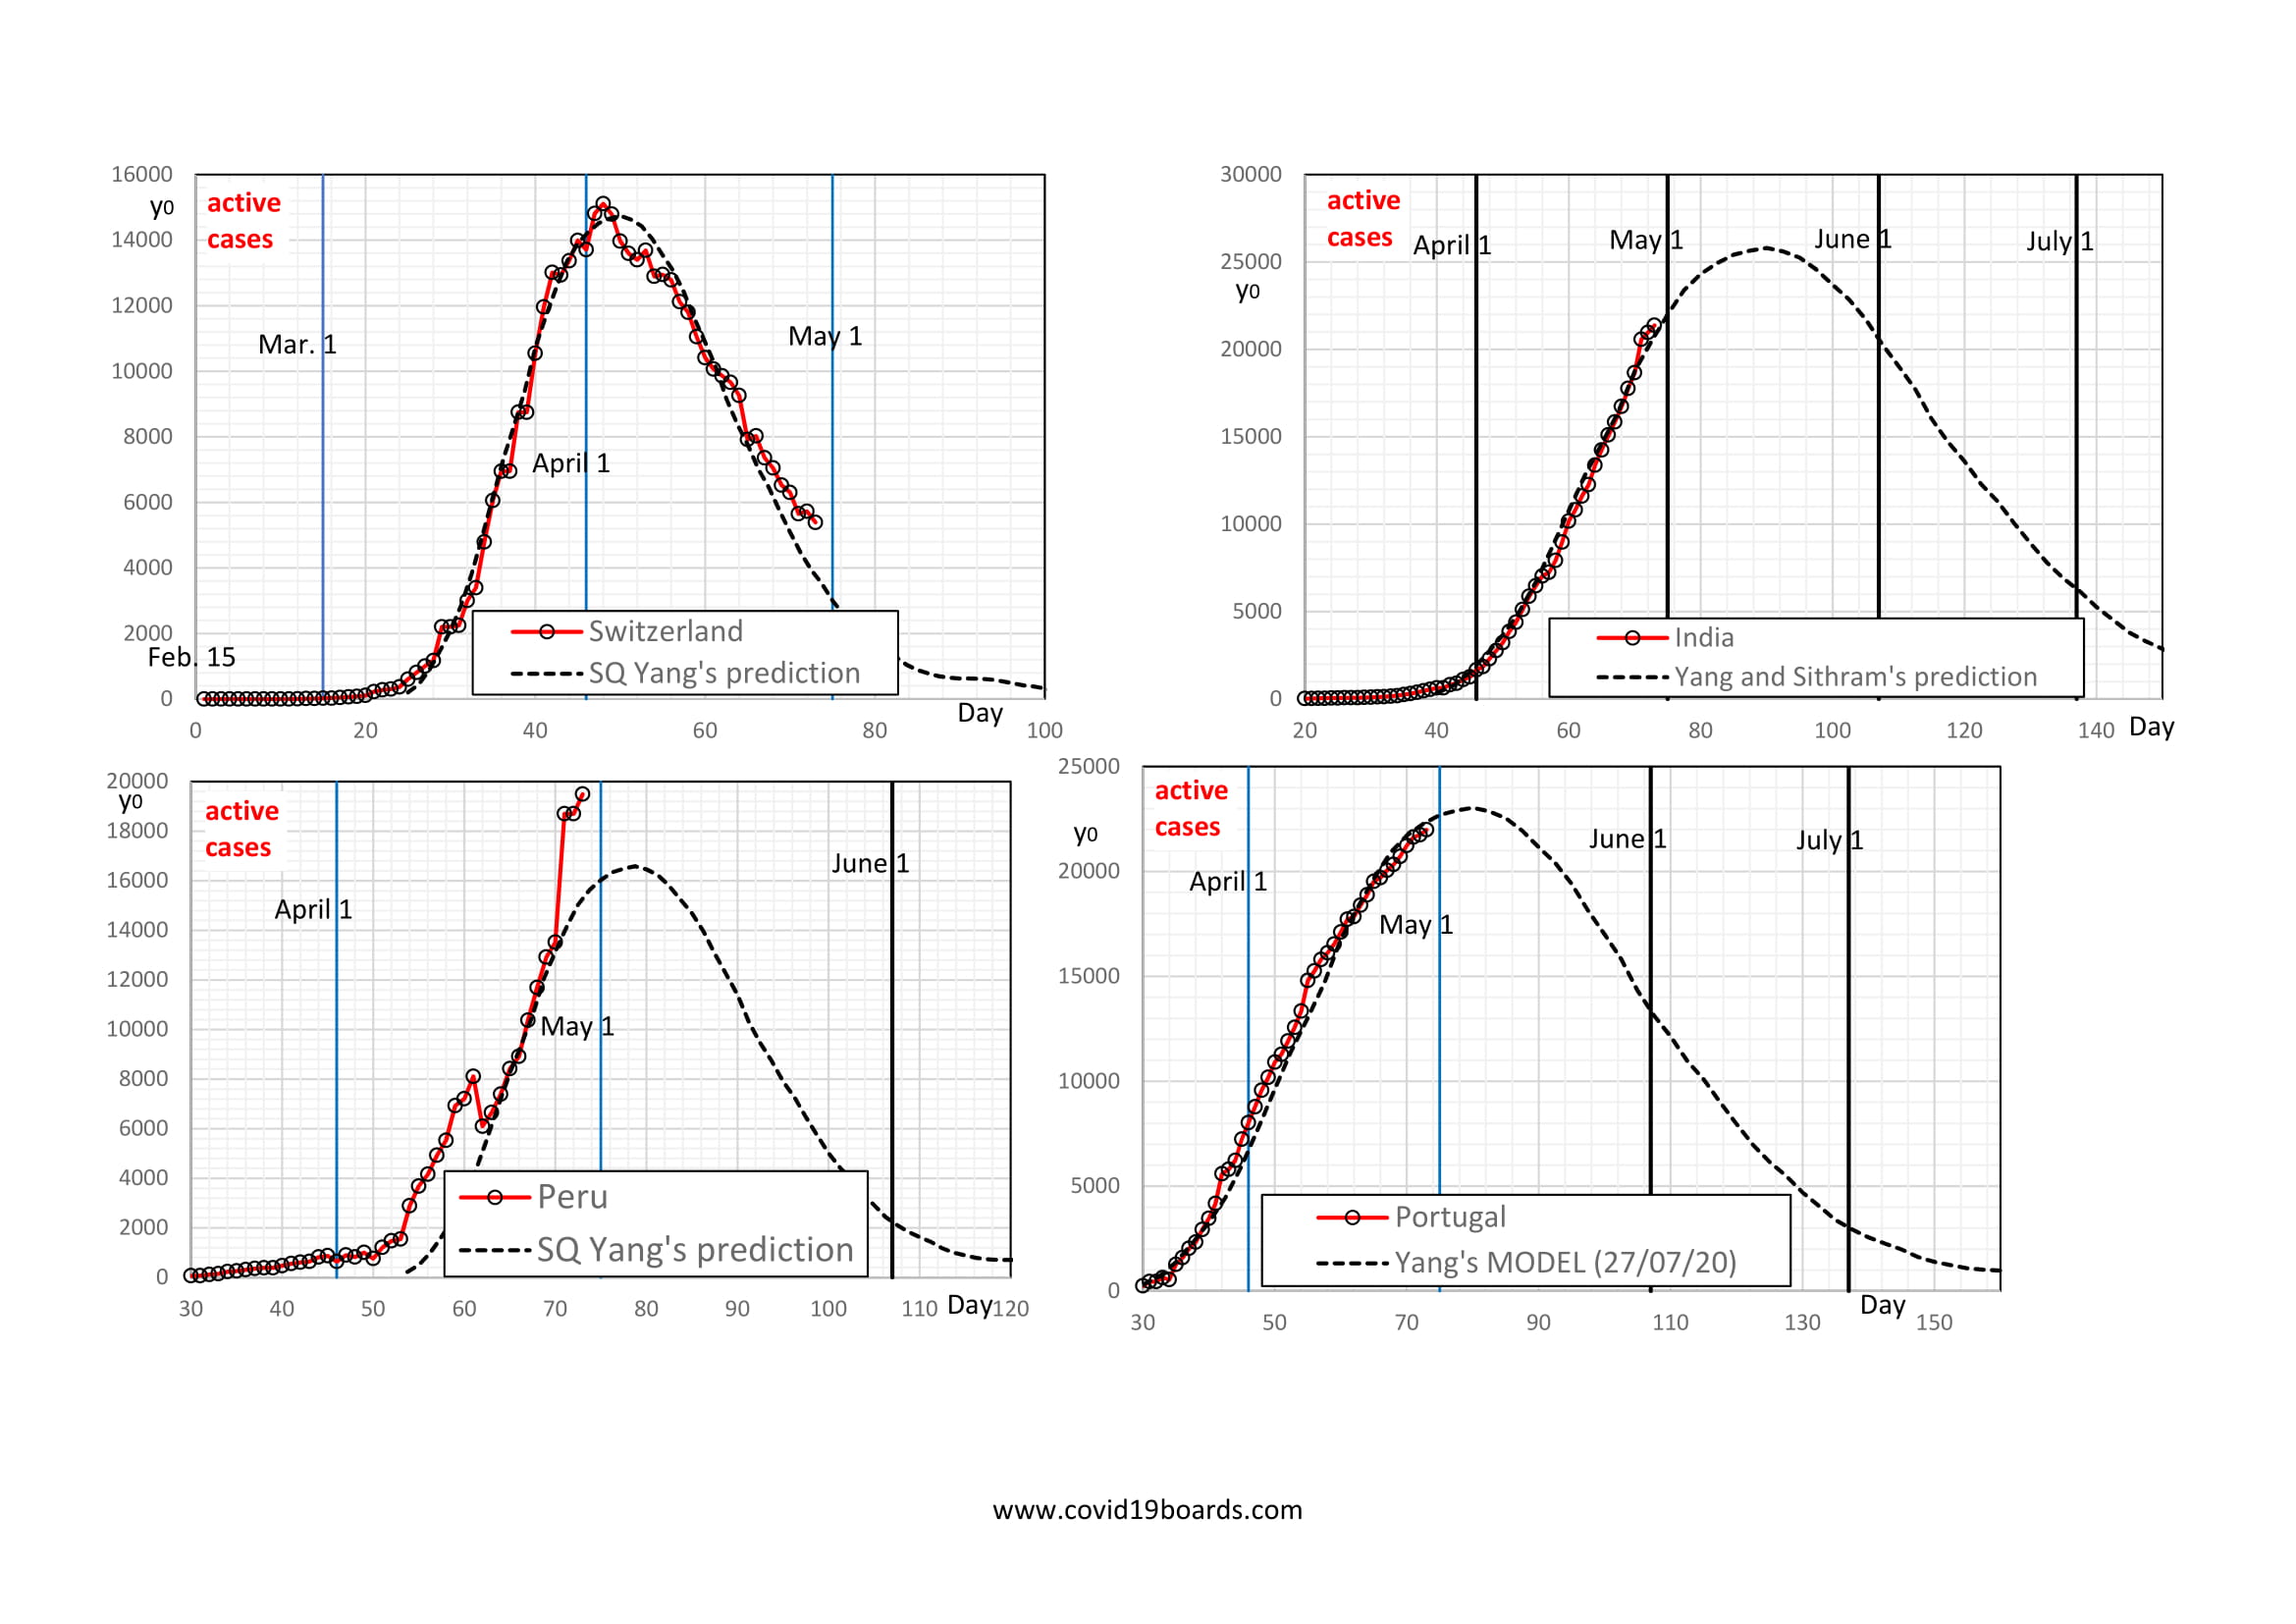 16000
y0
14000
12000
10000
8000
6000
4000
2000
0
active
cases
Mar. 1
April 1
May 1
Feb. 15
Switzerland
SQ Yang's prediction
Day
0 20 40 60 80 100
30000
25000
y0
20000
15000
10000
5000
0
active
cases
April 1
May 1
June 1
July 1
India
Yang and Sithram's prediction
20 40 60 80 100 120 140 Day
20000
y0
18000
16000
14000
12000
10000
8000
6000
4000
2000
0
active
cases
April 1
May 1
June 1
Peru
SQ Yang's prediction
30 40 50 60 70 80 90 100 110 Day 120
25000
y0
20000
15000
10000
5000
0
active
cases
April 1
May 1
June 1
July 1
Portugal
Yang's MODEL (27/07/20)
Day
30 50 70 90 110 130 150
www.covid19boards.com